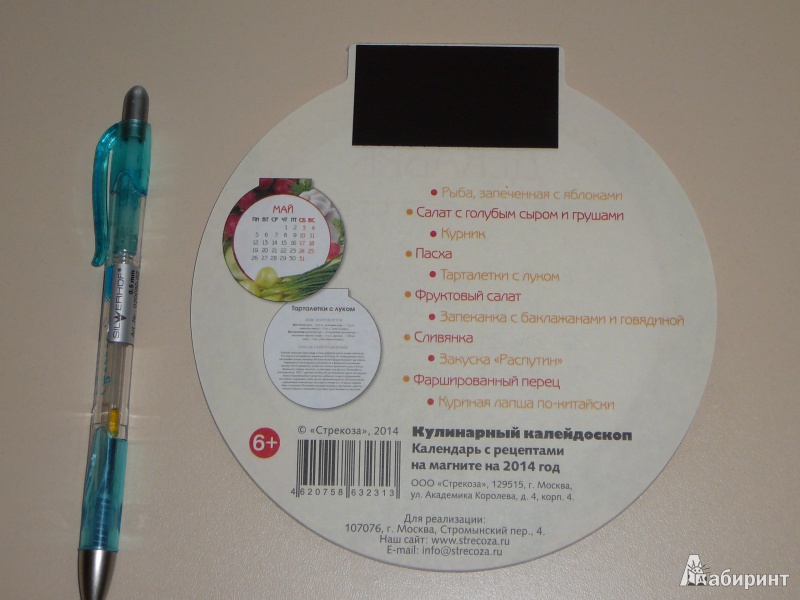 Рыба, запеченная с яблоками
Салат с голубым сыром и грушами
Курник
Пасха
Тарталетки с луком
Фруктовый салат
Запеканка с баклажанами и говядиной
Сливянка
Закуска «Распутин»
Фаршированный перец
Куриная лапша по-китайски
МАЙ
ПН ВТ СР ЧТ ПТ СБ ВС
1 2 3 4
5 6 7 8 9 10 11
12 13 14 15 16 17 18
19 20 21 22 23 24 25
26 27 28 29 30 31
Тарталетки с луком
SILWERHOF
0.5 mm
6+
© «Стрекоза», 2014
4 620758 632313
Кулинарный калейдоскоп
Календарь с рецептами
на магните на 2014 год
ООО «Стрекоза», 129515, г. Москва,
ул. Академика Королева, д. 4, корп. 4.
Для реализации:
107076, г. Москва, Стромынский пер., 4.
Наш сайт: www.strecoza.ru
E-mail: info@strecoza.ru
Лабиринт